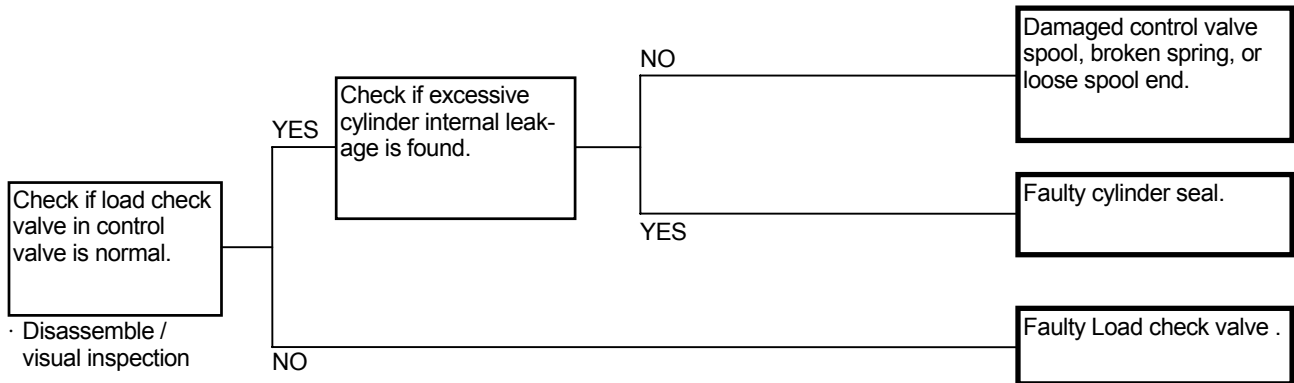 Check if load check
valve in control
valve is normal.
· Disassemble /
visual inspection
YES
NO
Check if excessive
cylinder internal leak-
age is found.
NO
YES
Damaged control valve
spool, broken spring, or
loose spool end.
Faulty cylinder seal.
Faulty Load check valve .